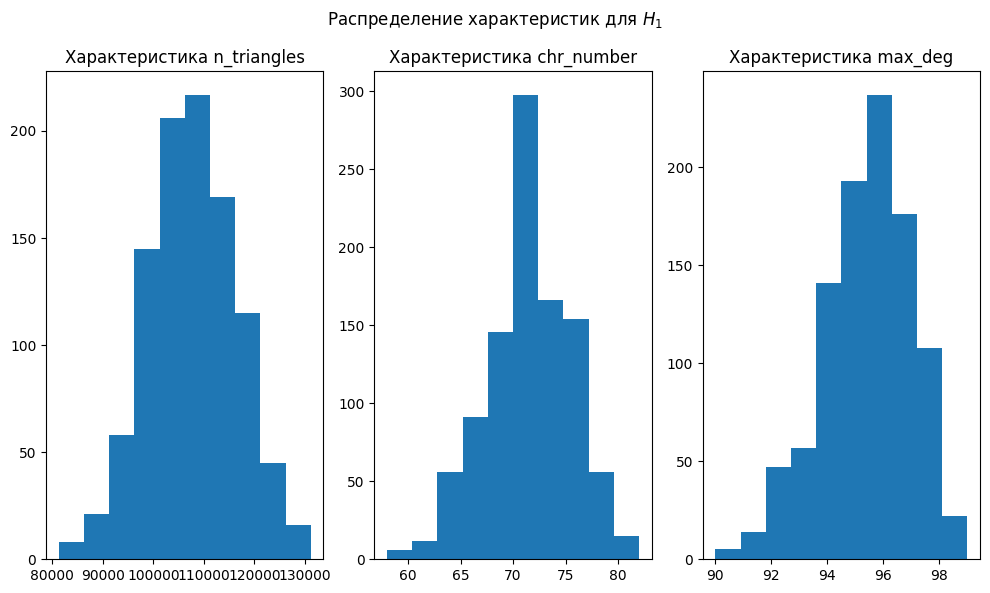 Распределение характеристик для H₁
Характеристика n_triangles
0
50
100
150
200
80000 90000 100000 110000 120000 130000
Характеристика chr_number
0
50
100
150
200
250
300
60 65 70 75 80
Характеристика max_deg
0
50
100
150
200
90 92 94 96 98